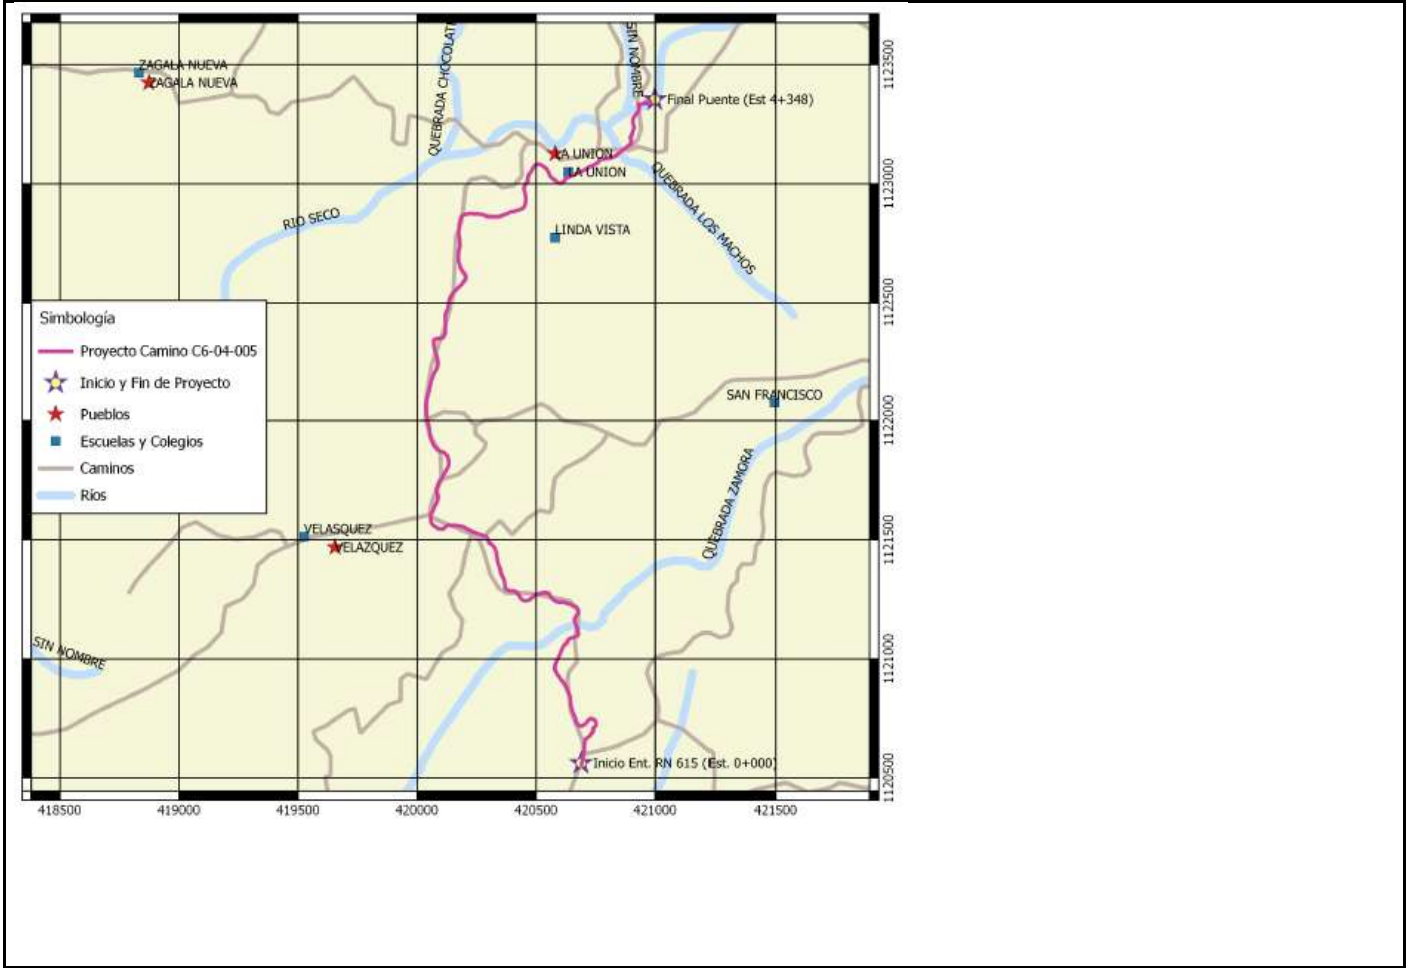 ZAGALA NUEVA
ZAGALA NUEVA
QUEBRADA CHOCOLAT
SIN NOMBRE
Final Puente (Est 4+348)
LA UNION
LA UNION
QUEBRADA LOS MACHOS
RIO SECO
LINDA VISTA
Simbología
Proyecto Camino C6-04-005
Inicio y Fin de Proyecto
Pueblos
Escuelas y Colegios
Caminos
Ríos
SAN FRANCISCO
QUEBRADA ZAMORA
VELASQUEZ
VELAZQUEZ
SIN NOMBRE
Inicio Ent. RN 615 (Est. 0+000)
1123500
1123000
1122500
1122000
1121500
1121000
1120500
418500 419000 419500 420000 420500 421000 421500